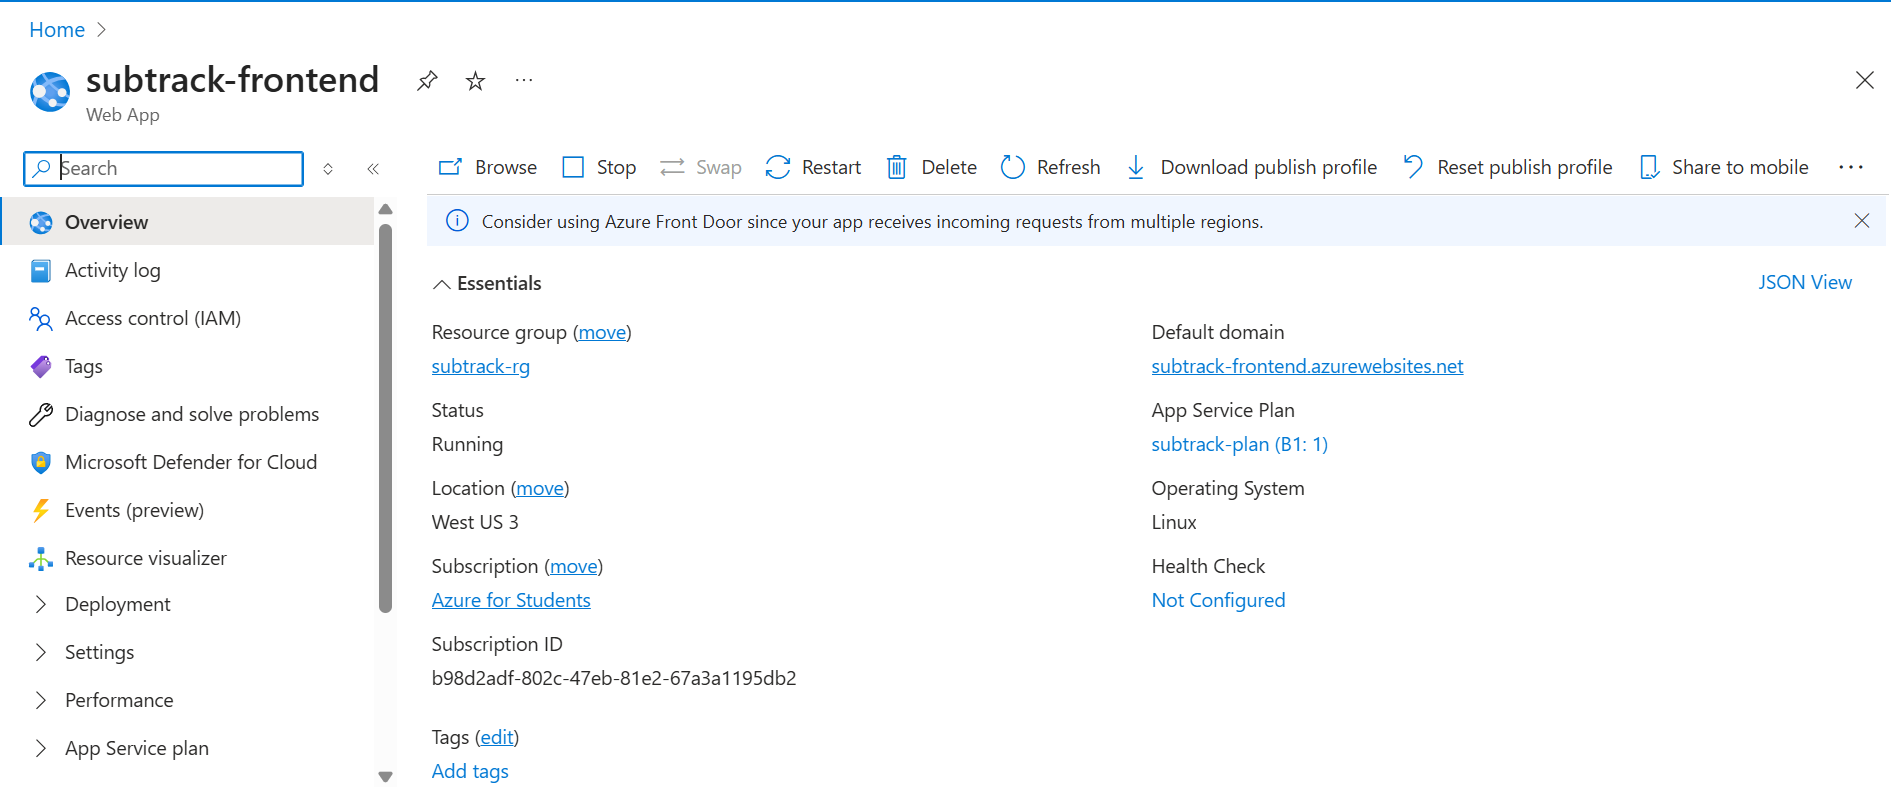 Home
subtrack-frontend
Web App
Search
Browse
Stop
Swap
Restart
Delete
Refresh
Download publish profile
Reset publish profile
Share to mobile
Overview
Activity log
Access control (IAM)
Tags
Diagnose and solve problems
Microsoft Defender for Cloud
Events (preview)
Resource visualizer
Deployment
Settings
Performance
App Service plan
Consider using Azure Front Door since your app receives incoming requests from multiple regions.
Essentials
JSON View
Resource group (move)
subtrack-rg
Status
Running
Location (move)
West US 3
Subscription (move)
Azure for Students
Subscription ID
b98d2adf-802c-47eb-81e2-67a3a1195db2
Default domain
subtrack-frontend.azurewebsites.net
App Service Plan
subtrack-plan (B1: 1)
Operating System
Linux
Health Check
Not Configured
Tags (edit)
Add tags